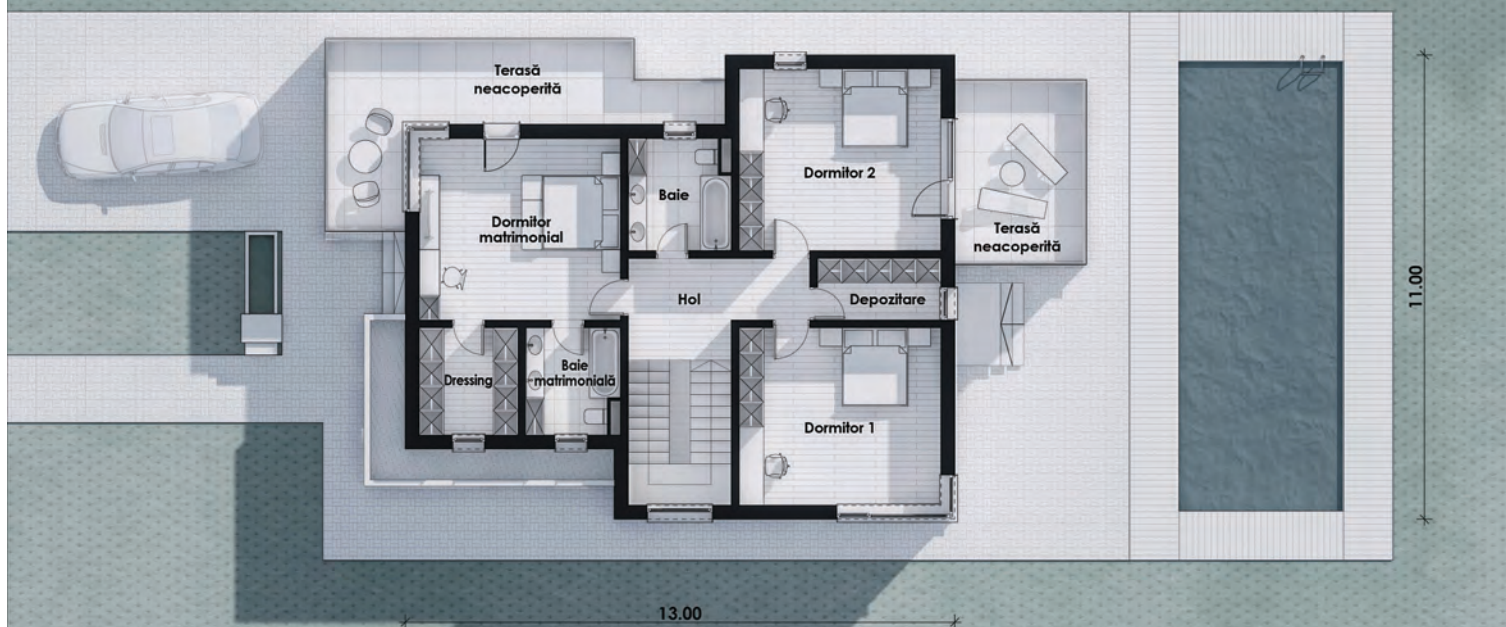 Terasă
neacoperită
Dormitor 2
Baie
Dormitor
matrimonial
Terasă
neacoperită
Hol
Depozitare
11.00
Dressing
Baie
matrimonială
Dormitor 1
13.00